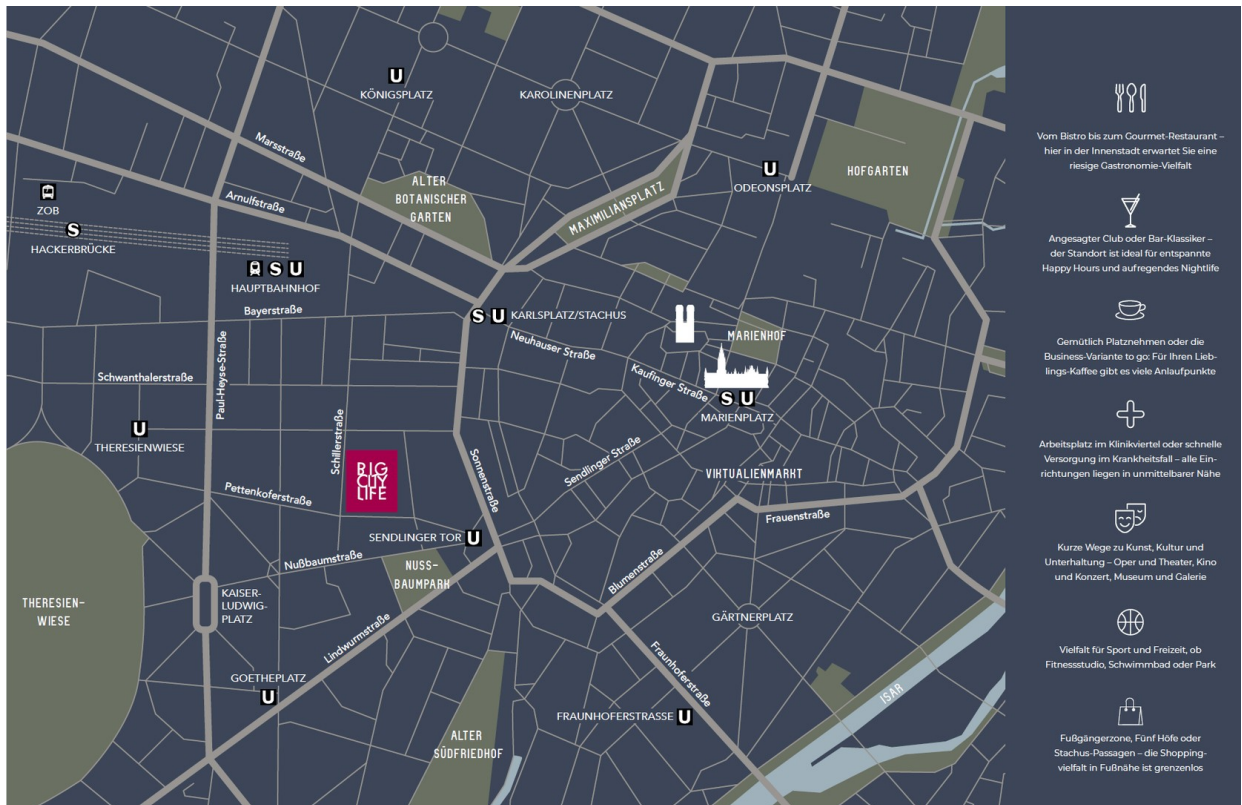 U
KÖNIGSPLATZ
KAROLINENPLATZ
Marsstraße
U
ODEONSPLATZ
HOFGARTEN
ALTER
BOTANISCHER
GARTEN
MAXIMILIANSPLATZ
ZOB
Arnulfstraße
S
HACKERBRÜCKE
S U
HAUPTBAHNHOF
Bayerstraße
S U KARLSPLATZ/STACHUS
Neuhauser Straße
MARIENHOF
Kaufinger Straße
S U
MARIENPLATZ
Schwanthalerstraße
Paul-Heyse-Straße
U
THERESIENWIESE
Schillerstraße
BIG
CITY
LIFE
Sonnenstraße
Sendlinger Straße
VIKTUALIENMARKT
Pettenkoferstraße
Frauenstraße
SENDLINGER TOR U
Nußbaumstraße
NUSS-
BAUMPARK
Blumenstraße
THERESIEN-
WIESE
KAISER-
LUDWIG-
PLATZ
GÄRTNERPLATZ
Lindwurmstraße
GOETHEPLATZ
U
Fraunhoferstraße
FRAUNHOFERSTRASSE U
ISAR
ALTER
SÜDFRIEDHOF
Vom Bistro bis zum Gourmet-Restaurant –
hier in der Innenstadt erwartet Sie eine
riesige Gastronomie-Vielfalt
Angesagter Club oder Bar-Klassiker –
der Standort ist ideal für entspannte
Happy Hours und aufregendes Nightlife
Gemütlich Platznehmen oder die
Business-Variante to go: Für Ihren Lieb-
lings-Kaffee gibt es viele Anlaufpunkte
Arbeitsplatz im Klinikviertel oder schnelle
Versorgung im Krankheitsfall – alle Ein-
richtungen liegen in unmittelbarer Nähe
Kurze Wege zu Kunst, Kultur und
Unterhaltung – Oper und Theater, Kino
und Konzert, Museum und Galerie
Vielfalt für Sport und Freizeit, ob
Fitnessstudio, Schwimmbad oder Park
Fußgängerzone, Fünf Höfe oder
Stachus-Passagen – die Shopping-
vielfalt in Fußnähe ist grenzenlos